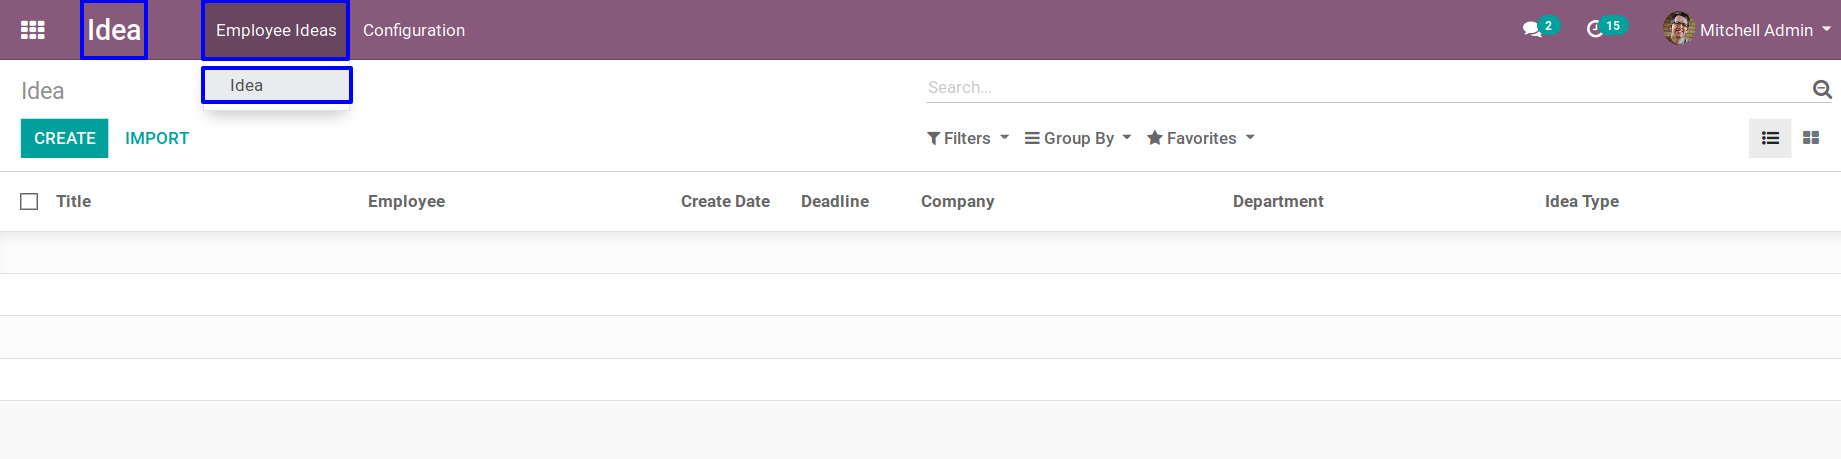 Idea Employee Ideas Configuration 2 15 Mitchell Admin
Idea
Idea Search...
CREATE IMPORT Filters Group By Favorites
Title Employee Create Date Deadline Company Department Idea Type